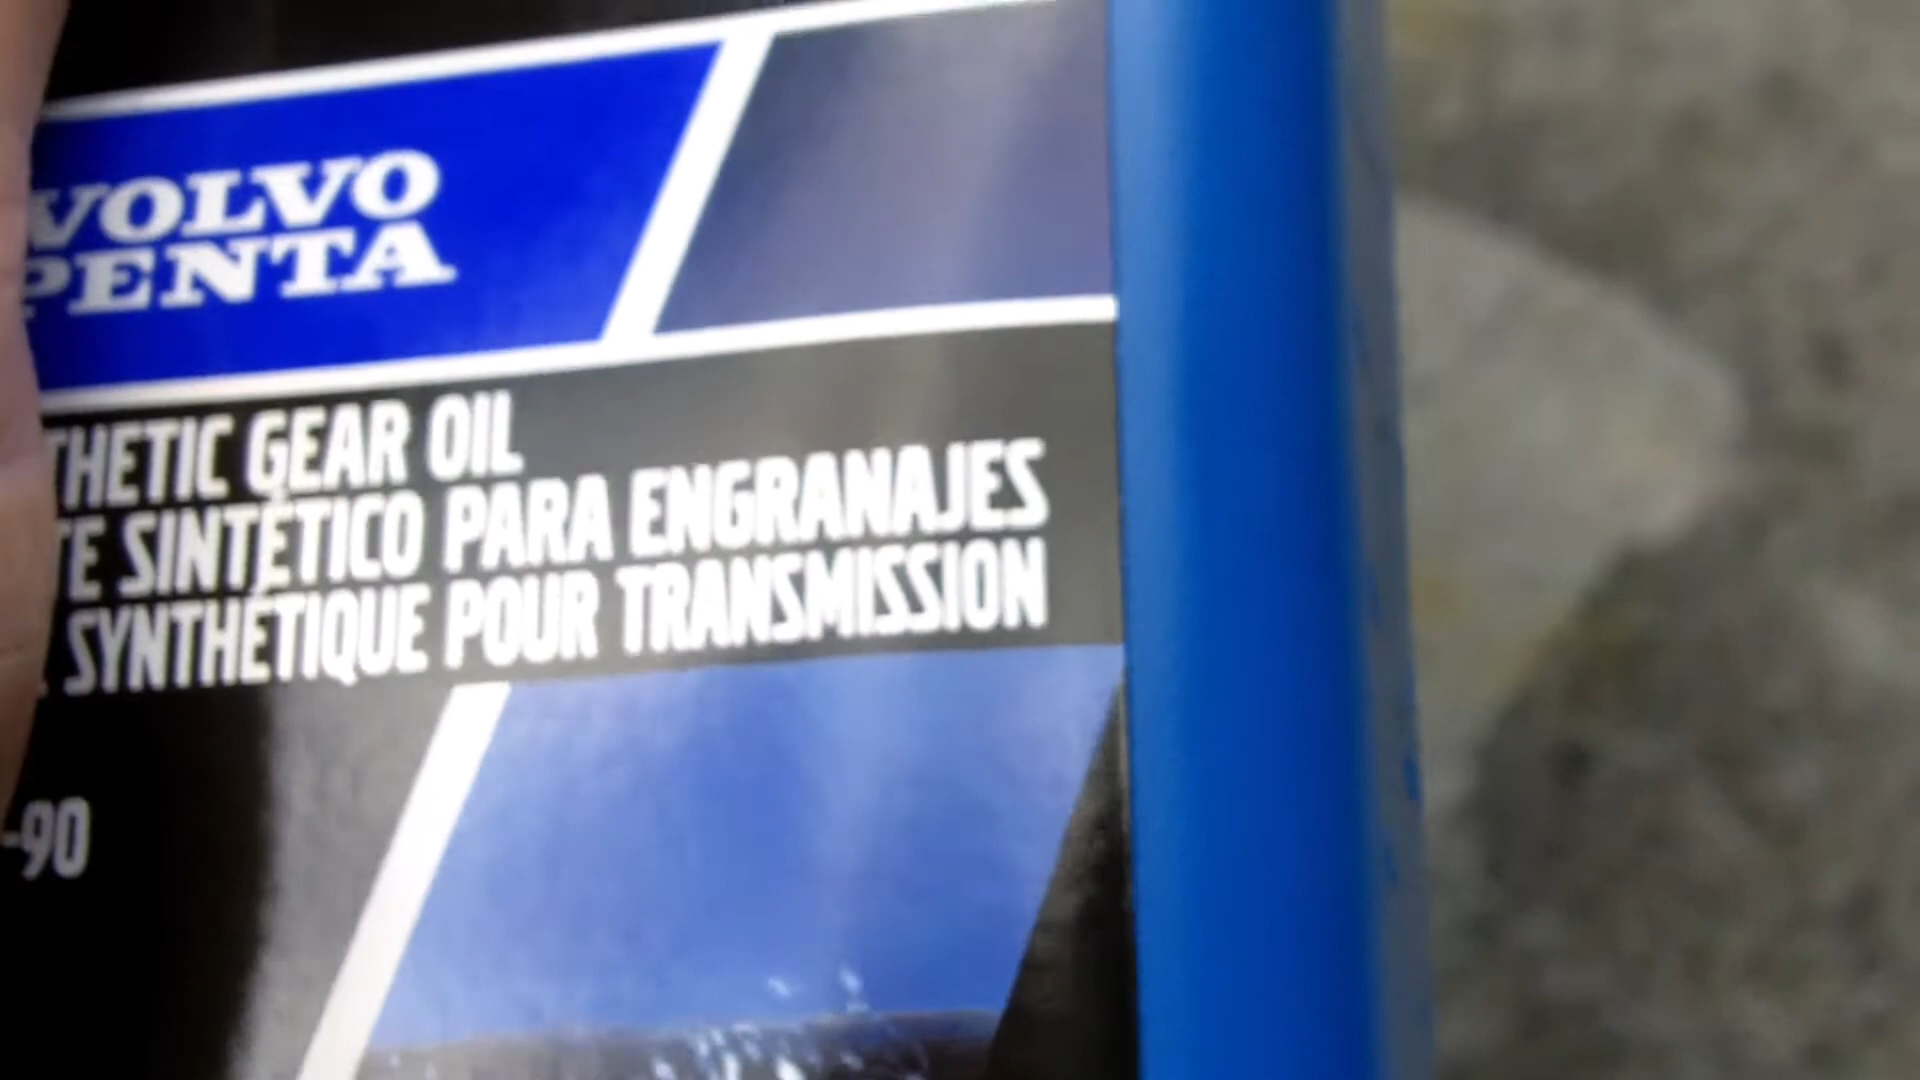 VOLVO
PENTA
THETIC GEAR OIL
TE SINTÉTICO PARA ENGRANAJES
SYNTHÉTIQUE POUR TRANSMISSION
-90